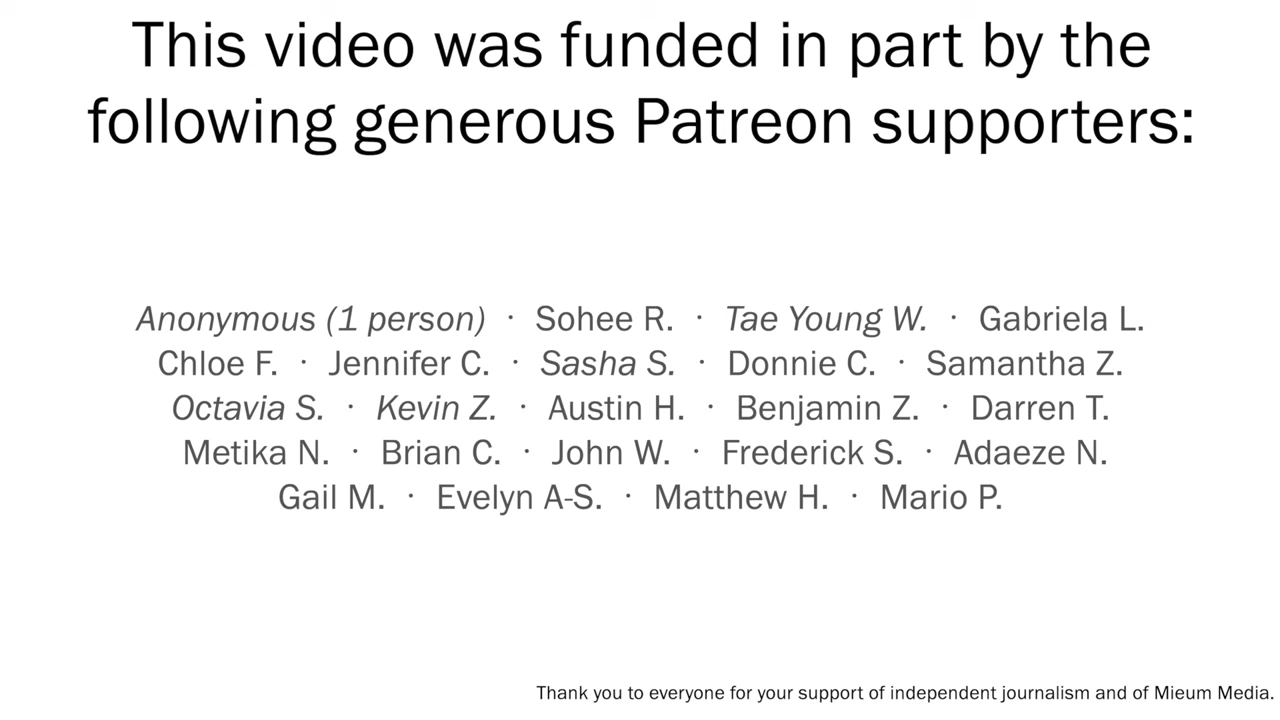 This video was funded in part by the
following generous Patreon supporters:
Anonymous (1 person) · Sohee R. · Tae Young W. · Gabriela L.
Chloe F. · Jennifer C. · Sasha S. · Donnie C. · Samantha Z.
Octavia S. · Kevin Z. · Austin H. · Benjamin Z. · Darren T.
Metika N. · Brian C. · John W. · Frederick S. · Adaeze N.
Gail M. · Evelyn A-S. · Matthew H. · Mario P.
Thank you to everyone for your support of independent journalism and of Mieum Media.